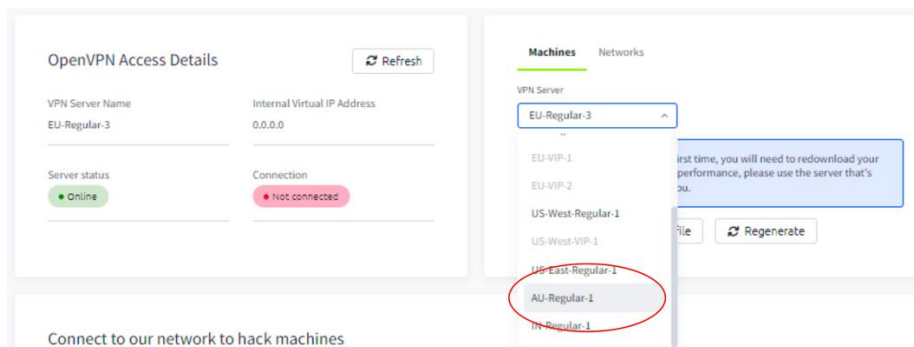 OpenVPN Access Details
Refresh
VPN Server Name
Internal Virtual IP Address
EU-Regular-3
0.0.0.0
Server status
Connection
Online
Not connected
Connect to our network to hack machines
Machines
Networks
VPN Server
EU-Regular-3
EU-VIP-1
EU-VIP-2
US-West-Regular-1
US-West-VIP-1
US-East-Regular-1
AU-Regular-1
IN-Regular-1
first time, you will need to redownload your
performance, please use the server that's
Regenerate